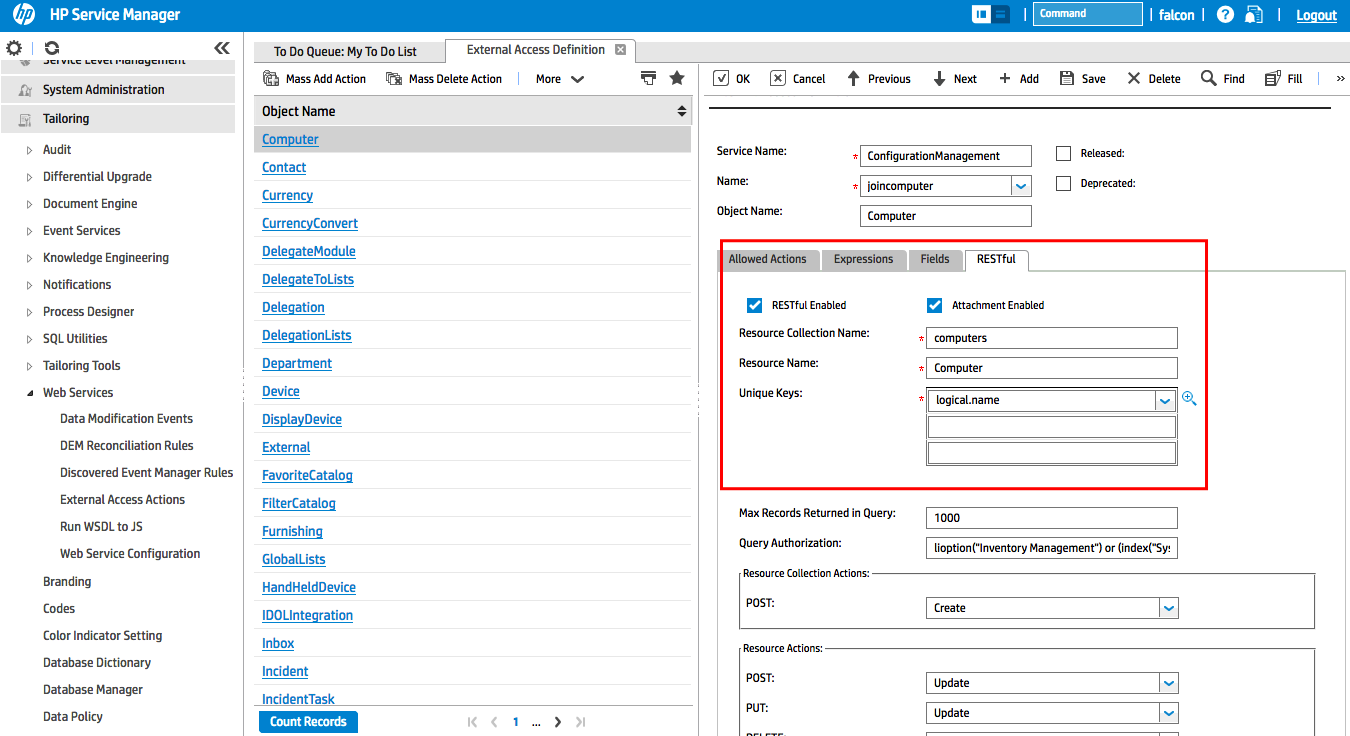 hp HP Service Manager
Command
falcon
?
Logout
Service Level Management
System Administration
Tailoring
Audit
Differential Upgrade
Document Engine
Event Services
Knowledge Engineering
Notifications
Process Designer
SQL Utilities
Tailoring Tools
Web Services
Data Modification Events
DEM Reconciliation Rules
Discovered Event Manager Rules
External Access Actions
Run WSDL to JS
Web Service Configuration
Branding
Codes
Color Indicator Setting
Database Dictionary
Database Manager
Data Policy
To Do Queue: My To Do List
External Access Definition
Mass Add Action
Mass Delete Action
More
Object Name
Computer
Contact
Currency
CurrencyConvert
DelegateModule
DelegateToLists
Delegation
DelegationLists
Department
Device
DisplayDevice
External
FavoriteCatalog
FilterCatalog
Furnishing
GlobalLists
HandHeldDevice
IDOLIntegration
Inbox
Incident
IncidentTask
Count Records
1 ...
OK
Cancel
Previous
Next
Add
Save
Delete
Find
Fill
»
Service Name:
* ConfigurationManagement
Released:
Name:
* joincomputer
Deprecated:
Object Name:
Computer
Allowed Actions
Expressions
Fields
RESTful
RESTful Enabled
Attachment Enabled
Resource Collection Name:
* computers
Resource Name:
* Computer
Unique Keys:
* logical.name
Max Records Returned in Query:
1000
Query Authorization:
lioption("Inventory Management") or (index("Sys
Resource Collection Actions:
POST:
Create
Resource Actions:
POST:
Update
PUT:
Update